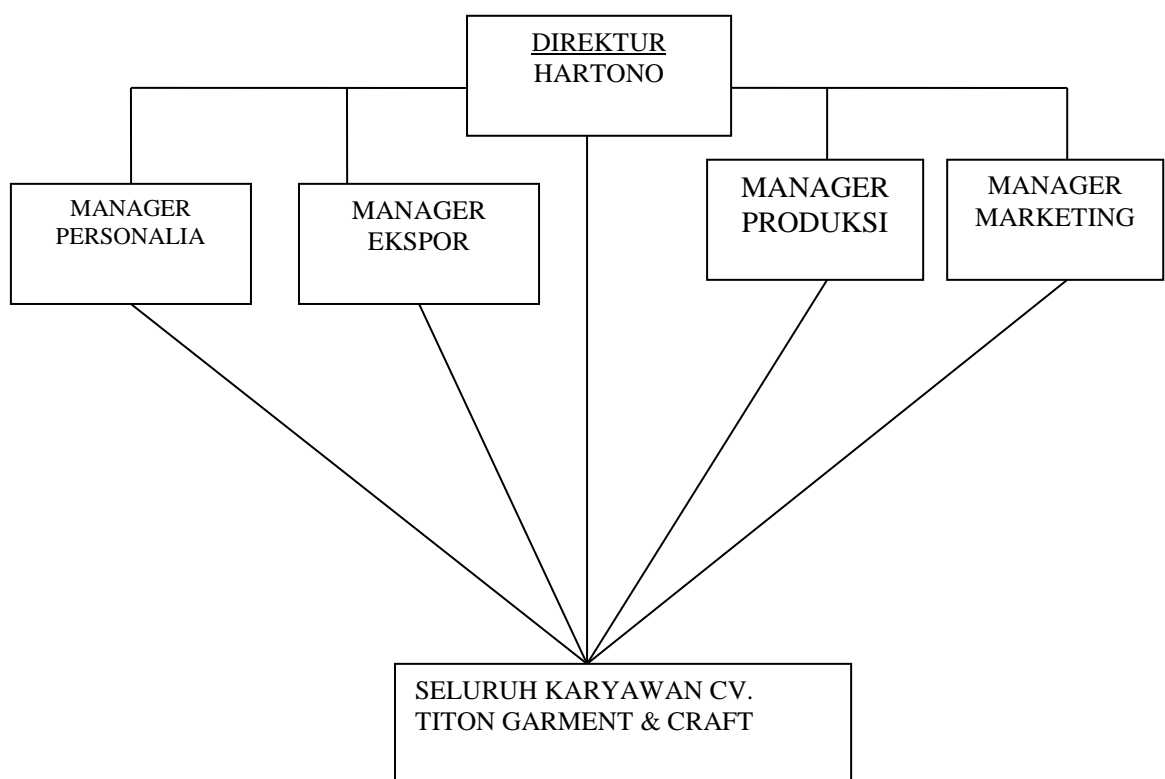 DIREKTUR
HARTONO
MANAGER
PERSONALIA
MANAGER
EKSPOR
MANAGER
PRODUKSI
MANAGER
MARKETING
SELURUH KARYAWAN CV.
TITON GARMENT & CRAFT